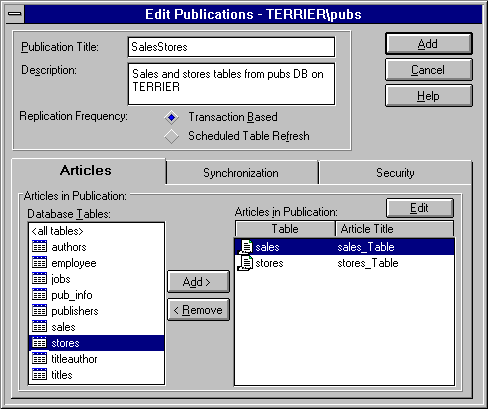 Edit Publications - TERRIER\pubs
Publication Title: SalesStores
Description: Sales and stores tables from pubs DB on
TERRIER
Replication Frequency: Transaction Based
Scheduled Table Refresh
Add
Cancel
Help
Articles Synchronization Security
Articles in Publication:
Database Tables:
<all tables>
authors
employee
jobs
pub_info
publishers
sales
stores
titleauthor
titles
Add >
< Remove
Articles in Publication: Edit
Table Article Title
sales sales_Table
stores stores_Table